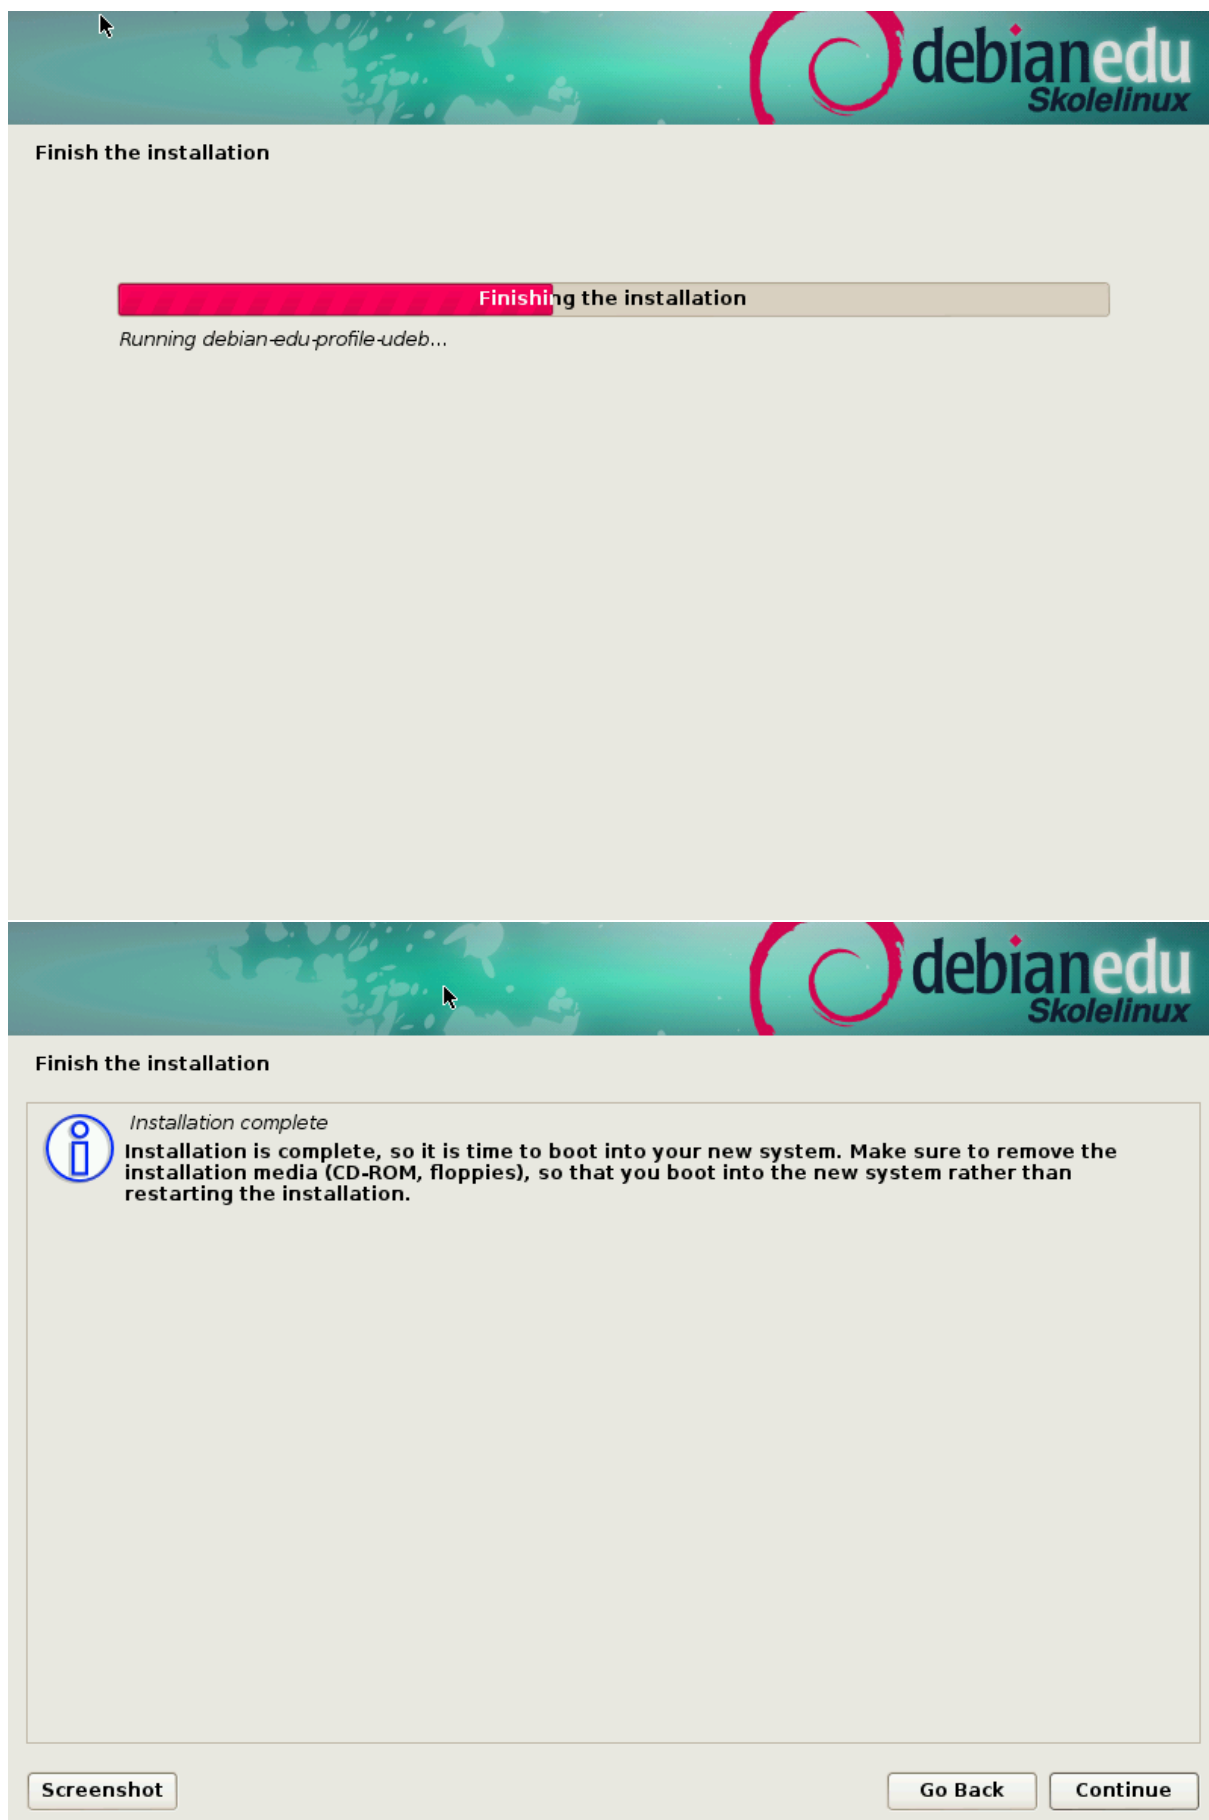 debianedu
Skolelinux
Finish the installation
Finishing the installation
Running debian-edu-profile-udeb...
debianedu
Skolelinux
Finish the installation
Installation complete
Installation is complete, so it is time to boot into your new system. Make sure to remove the
installation media (CD-ROM, floppies), so that you boot into the new system rather than
restarting the installation.
Screenshot
Go Back
Continue